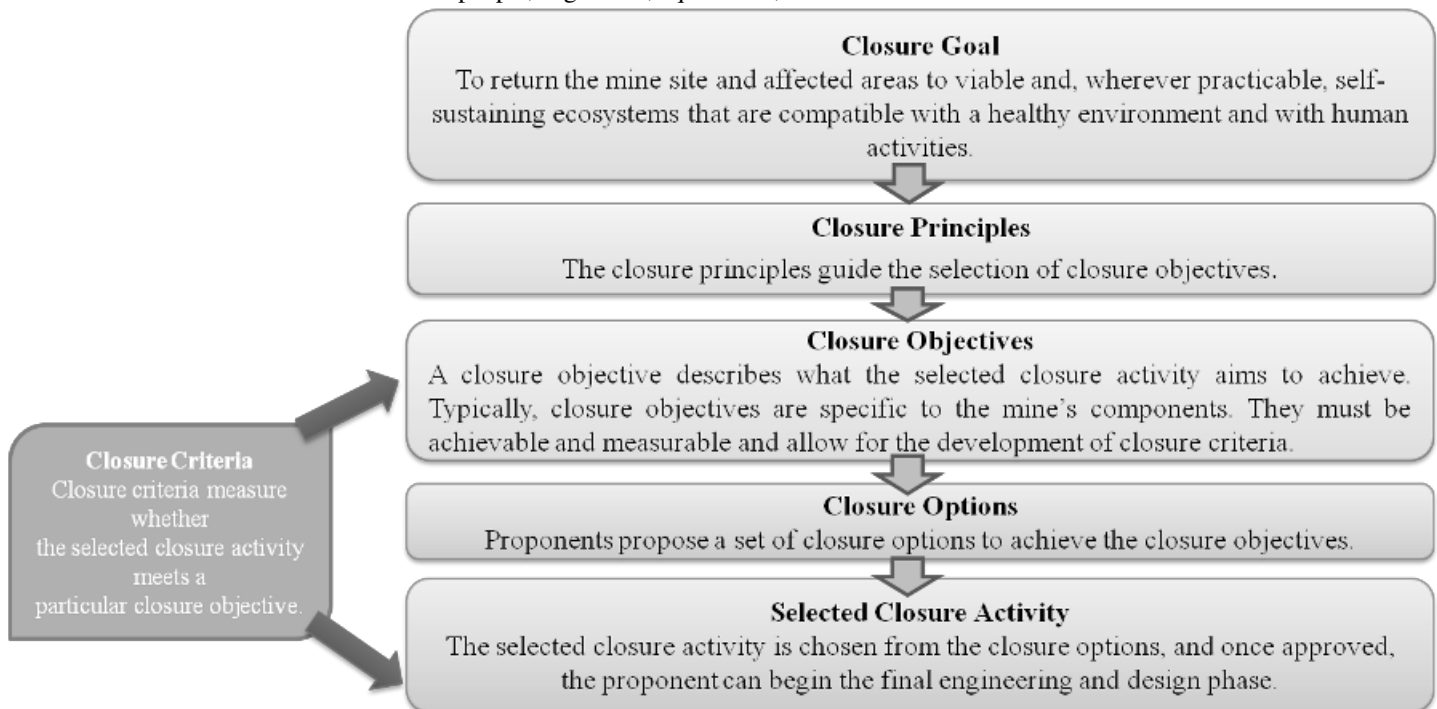 Closure Goal
To return the mine site and affected areas to viable and, wherever practicable, self-
sustaining ecosystems that are compatible with a healthy environment and with human
activities.
Closure Principles
The closure principles guide the selection of closure objectives.
Closure Objectives
A closure objective describes what the selected closure activity aims to achieve.
Typically, closure objectives are specific to the mine's components. They must be
achievable and measurable and allow for the development of closure criteria.
Closure Criteria
Closure criteria measure
whether
the selected closure activity
meets a
particular closure objective.
Closure Options
Proponents propose a set of closure options to achieve the closure objectives.
Selected Closure Activity
The selected closure activity is chosen from the closure options, and once approved,
the proponent can begin the final engineering and design phase.